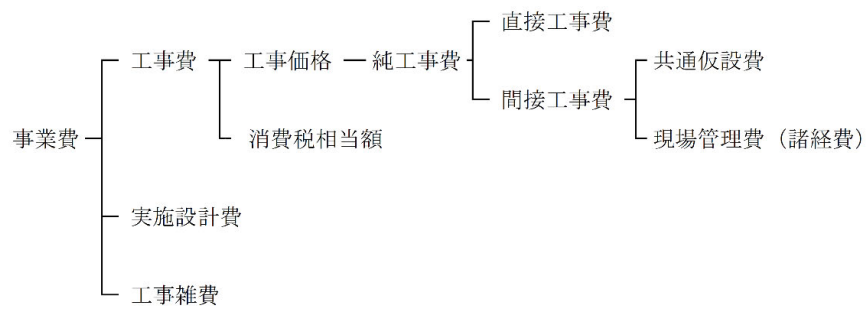 直接工事費
工事費 工事価格 純工事費 共通仮設費
間接工事費
事業費 消費税相当額 現場管理費（諸経費）
実施設計費
工事雑費